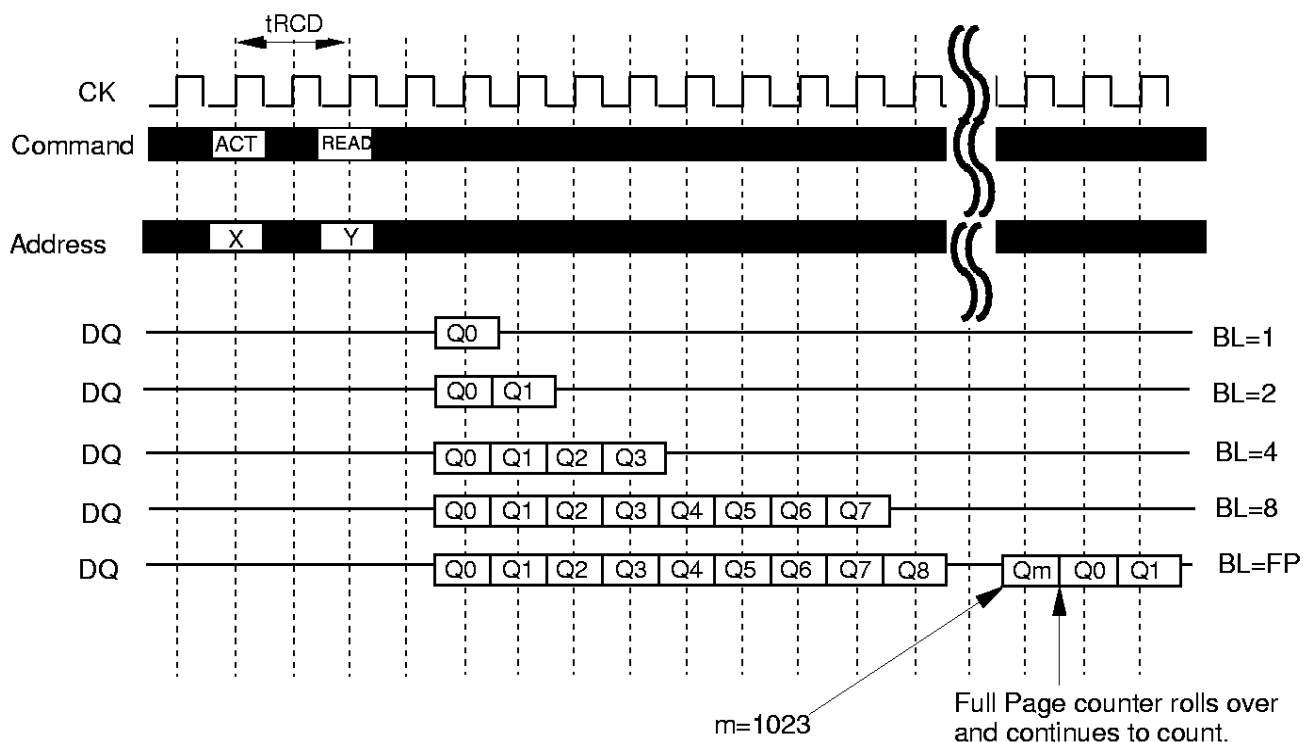 tRCD
CK
Command ACT READ
Address X Y
DQ Q0 BL=1
DQ Q0 Q1 BL=2
DQ Q0 Q1 Q2 Q3 BL=4
DQ Q0 Q1 Q2 Q3 Q4 Q5 Q6 Q7 BL=8
DQ Q0 Q1 Q2 Q3 Q4 Q5 Q6 Q7 Q8 Qm Q0 Q1 BL=FP
m=1023
Full Page counter rolls over
and continues to count.